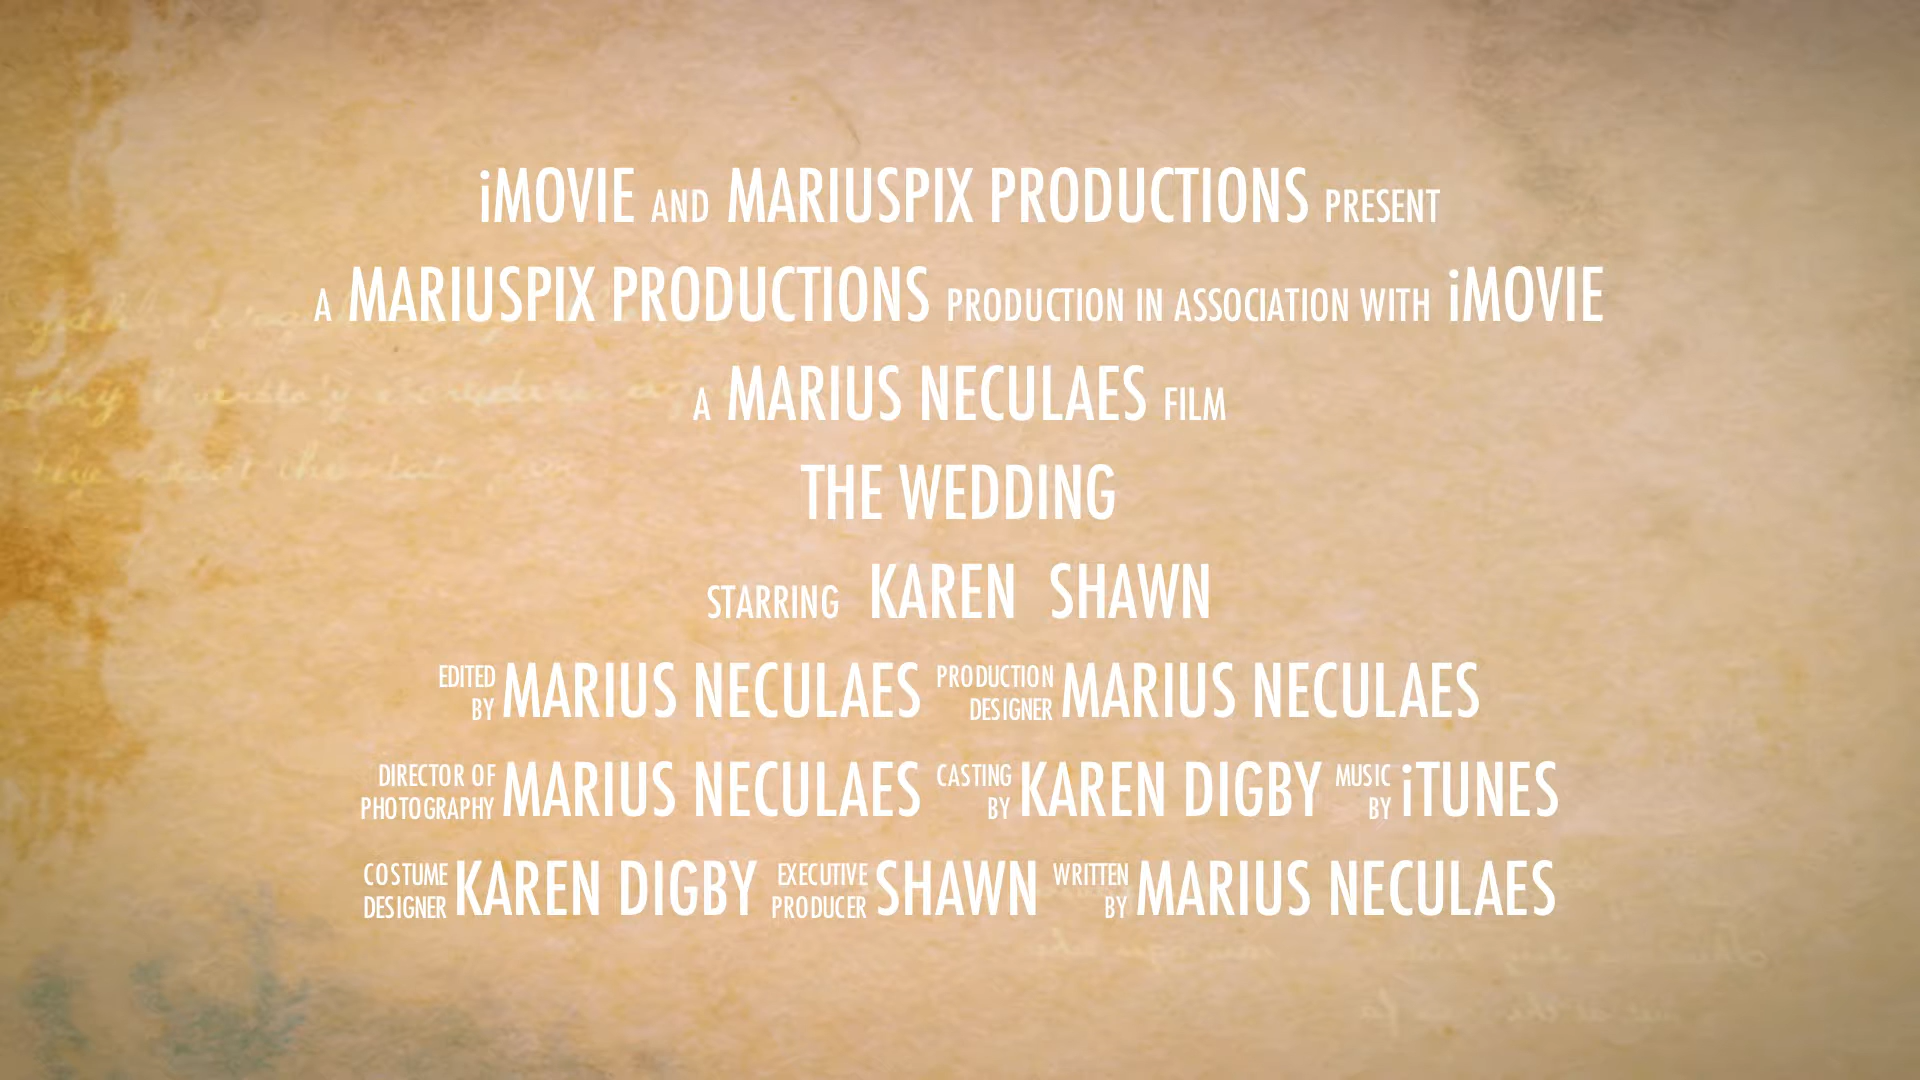 iMOVIE AND MARIUSPIX PRODUCTIONS PRESENT
A MARIUSPIX PRODUCTIONS PRODUCTION IN ASSOCIATION WITH iMOVIE
A MARIUS NECULAES FILM
THE WEDDING
STARRING KAREN SHAWN
EDITED BY MARIUS NECULAES PRODUCTION DESIGNER MARIUS NECULAES
DIRECTOR OF PHOTOGRAPHY MARIUS NECULAES CASTING BY KAREN DIGBY MUSIC BY iTUNES
COSTUME DESIGNER KAREN DIGBY EXECUTIVE PRODUCER SHAWN WRITTEN BY MARIUS NECULAES